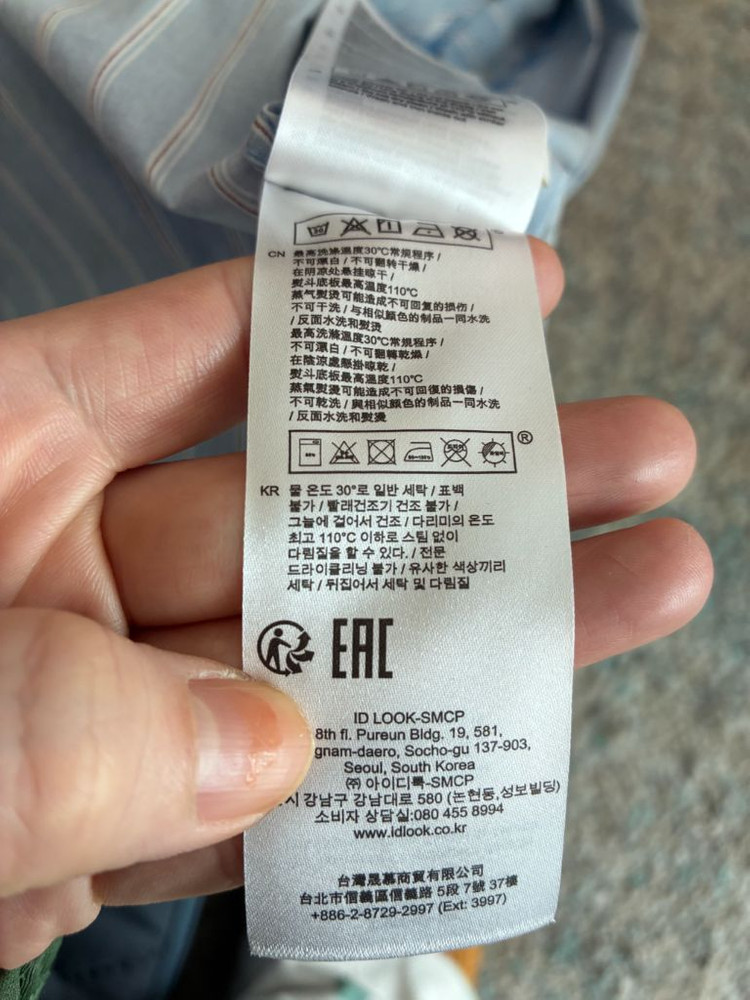 CN 最高洗涤温度30℃常规程序 /
不可漂白 / 不可翻转干燥 /
在阴凉处悬挂晾干 /
熨斗底板最高温度110℃
蒸气熨烫可能造成不可回复的损伤 /
不可干洗 / 与相似颜色的制品一同水洗
/ 反面水洗和熨烫
最高洗滌溫度30℃常規程序 /
不可漂白 / 不可翻轉乾燥 /
在陰涼處懸掛晾乾 /
熨斗底板最高溫度110℃
蒸氣熨燙可能造成不可回復的損傷 /
不可乾洗 / 與相似顏色的制品一同水洗
/ 反面水洗和熨燙
®
KR 물 온도 30°로 일반 세탁 / 표백
불가 / 빨래건조기 건조 불가 /
그늘에 걸어서 건조 / 다리미의 온도
최고 110℃ 이하로 스팀 없이
다림질을 할 수 있다. / 전문
드라이클리닝 불가 / 유사한 색상끼리
세탁 / 뒤집어서 세탁 및 다림질
EAC
ID LOOK-SMCP
8th fl. Pureun Bldg. 19, 581,
gnam-daero, Socho-gu 137-903,
Seoul, South Korea
㈜ 아이디룩-SMCP
시 강남구 강남대로 580 (논현동,성보빌딩)
소비자 상담실:080 455 8994
www.idlook.co.kr
台灣晟慕商貿有限公司
台北市信義區信義路 5段 7號 37樓
+886-2-8729-2997 (Ext: 3997)